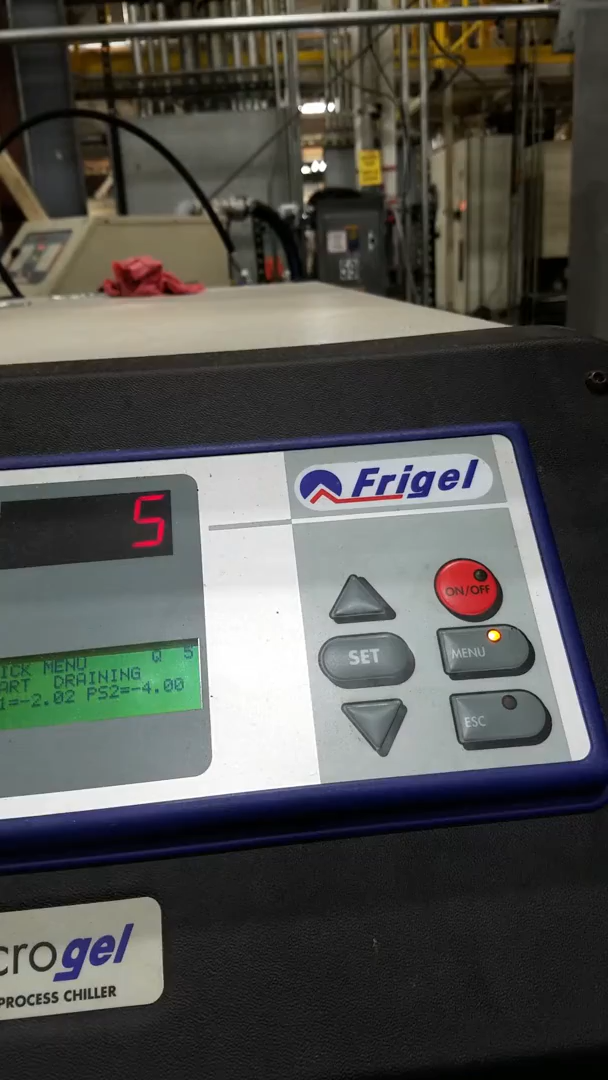 Frigel
5
ON/OFF
ICK MENU Q 5
ART DRAINING
1=-2.02 PS2=-4.00
SET
MENU
ESC
crogel
PROCESS CHILLER